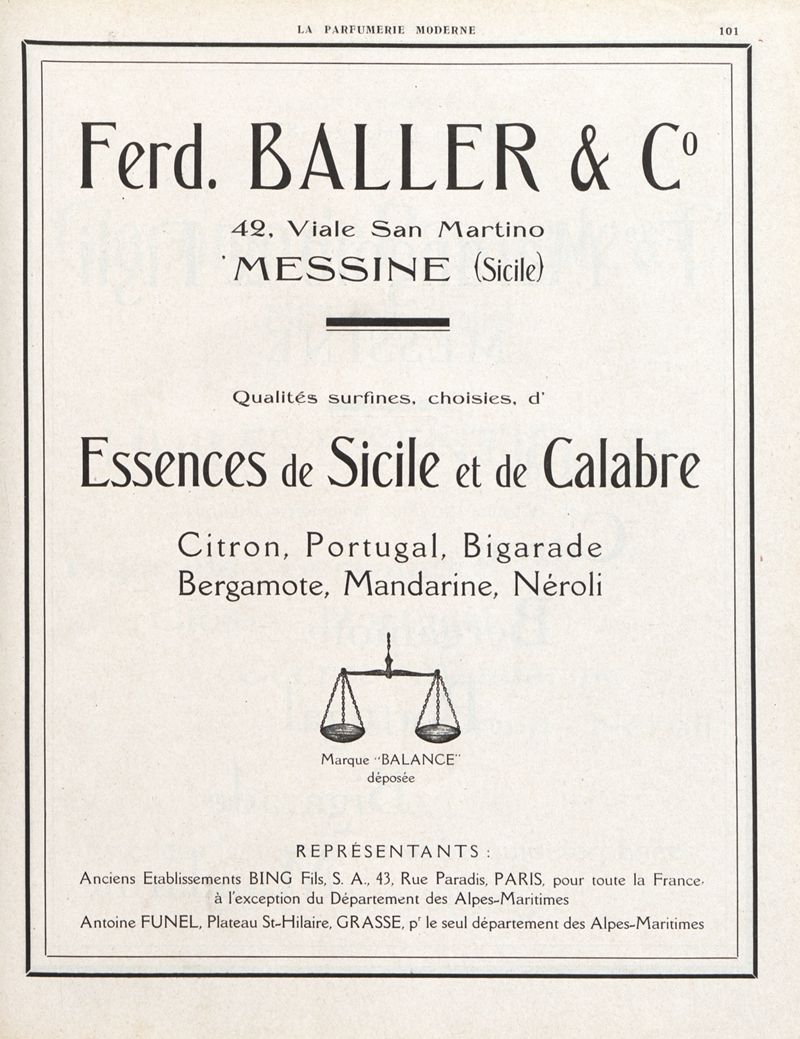 LA PARFUMERIE MODERNE
101
Ferd. BALLER & Cº
42, Viale San Martino
MESSINE (Sicile)
Qualités surfines, choisies, d'
Essences de Sicile et de Calabre
Citron, Portugal, Bigarade
Bergamote, Mandarine, Néroli
Marque "BALANCE"
déposée
REPRÉSENTANTS :
Anciens Etablissements BING Fils, S. A., 43, Rue Paradis, PARIS, pour toute la France,
à l'exception du Département des Alpes-Maritimes
Antoine FUNEL, Plateau St-Hilaire, GRASSE, pʳ le seul département des Alpes-Maritimes